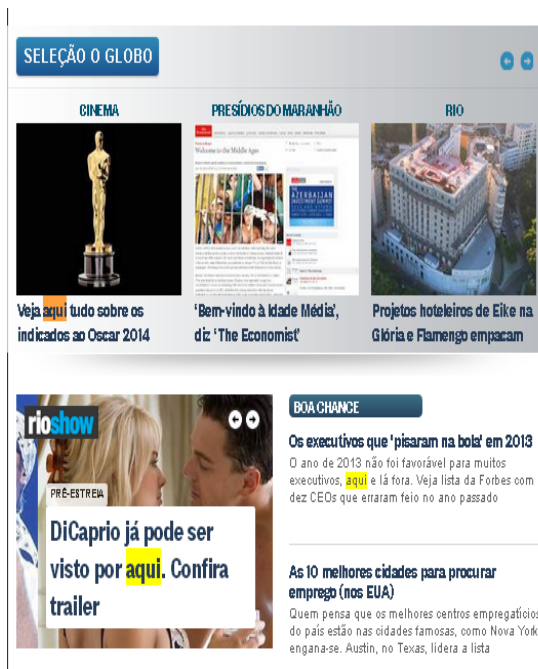 SELEÇÃO O GLOBO
CINEMA
PRESÍDIOS DO MARANHÃO
RIO
Welcome to the Middle Ages
AZERBAIJAN
Veja aqui tudo sobre os
indicados ao Oscar 2014
'Bem-vindo à Idade Média',
diz 'The Economist'
Projetos hoteleiros de Eike na
Glória e Flamengo empacam
rioshow
PRÉ-ESTREIA
DiCaprio já pode ser
visto por aqui. Confira
trailer
BOA CHANCE
Os executivos que 'pisaram na bola' em 2013
O ano de 2013 não foi favorável para muitos
executivos, aqui e lá fora. Veja lista da Forbes com
dez CEOs que erraram feio no ano passado
As 10 melhores cidades para procurar
emprego (nos EUA)
Quem pensa que os melhores centros empregatícios
do país estão nas cidades famosas, como Nova York
engana-se. Austin, no Texas, lidera a lista